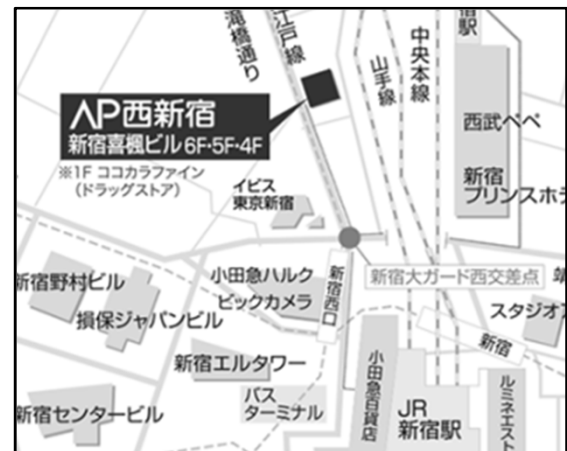 滝橋通り
江戸線
山手線
中央本線
宿駅
AP西新宿
新宿喜楓ビル 6F・5F・4F
※1F ココカラファイン
(ドラッグストア)
西武ペペ
新宿
プリンスホテ
イビス
東京新宿
新宿野村ビル
損保ジャパンビル
小田急ハルク
ビックカメラ
新宿西口
新宿大ガード西交差点
靖
スタジオア
新宿
新宿エルタワー
新宿センタービル
バス
ターミナル
小田急百貨店
JR
新宿駅
ルミネエスト